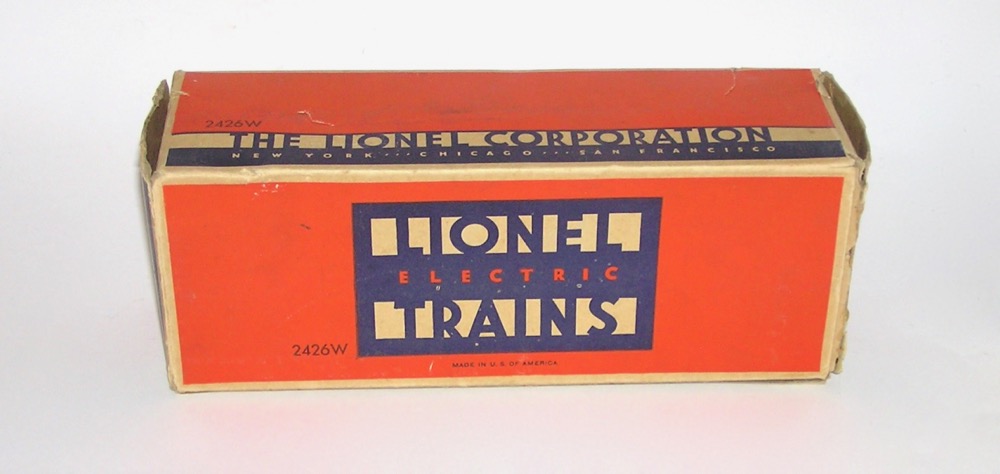 2426W
THE LIONEL CORPORATION
NEW YORK···CHICAGO···SAN FRANCISCO
LIONEL
ELECTRIC
TRAINS
2426W
MADE IN U. S. OF AMERICA